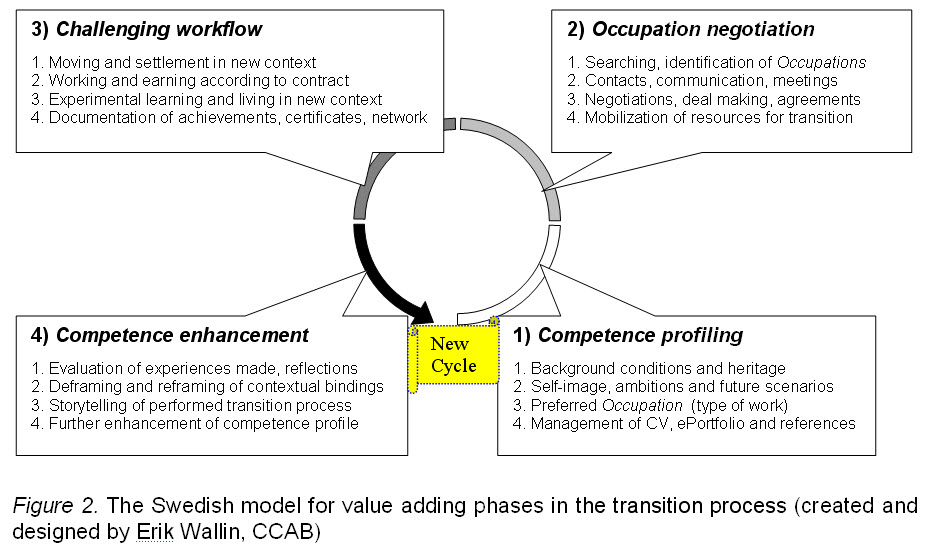 3) Challenging workflow
1. Moving and settlement in new context
2. Working and earning according to contract
3. Experimental learning and living in new context
4. Documentation of achievements, certificates, network
2) Occupation negotiation
1. Searching, identification of Occupations
2. Contacts, communication, meetings
3. Negotiations, deal making, agreements
4. Mobilization of resources for transition
4) Competence enhancement
1. Evaluation of experiences made, reflections
2. Deframing and reframing of contextual bindings
3. Storytelling of performed transition process
4. Further enhancement of competence profile
New
Cycle
1) Competence profiling
1. Background conditions and heritage
2. Self-image, ambitions and future scenarios
3. Preferred Occupation (type of work)
4. Management of CV, ePortfolio and references
Figure 2. The Swedish model for value adding phases in the transition process (created and
designed by Erik Wallin, CCAB)